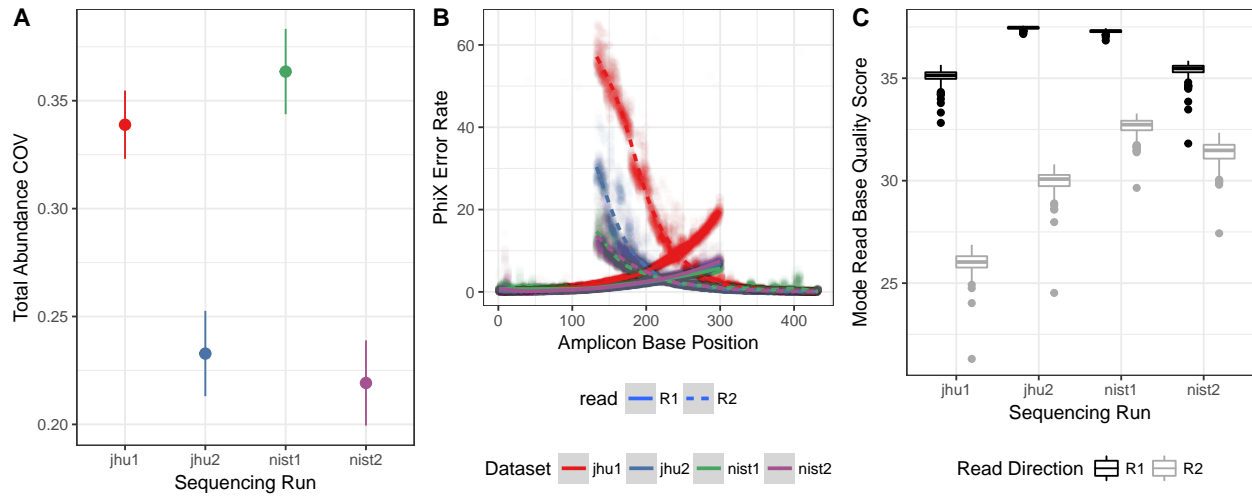 A
Total Abundance COV
0.35
0.30
0.25
0.20
jhu1 jhu2 nist1 nist2
Sequencing Run
B
PhiX Error Rate
60
40
20
0
0 100 200 300 400
Amplicon Base Position
read R1 R2
Dataset jhu1 jhu2 nist1 nist2
C
Mode Read Base Quality Score
35
30
25
jhu1 jhu2 nist1 nist2
Sequencing Run
Read Direction R1 R2